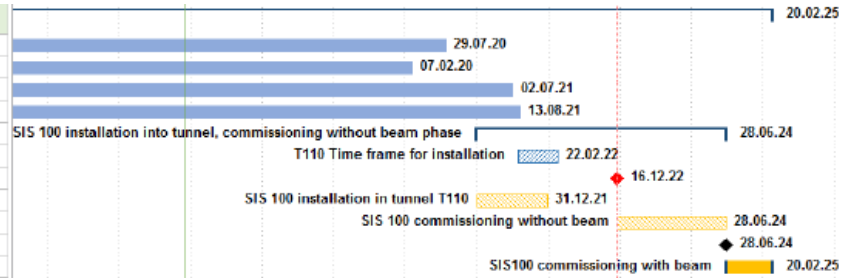 20.02.25
29.07.20
07.02.20
02.07.21
13.08.21
SIS 100 installation into tunnel, commissioning without beam phase 28.06.24
T110 Time frame for installation 22.02.22
16.12.22
SIS 100 installation in tunnel T110 31.12.21
SIS 100 commissioning without beam 28.06.24
28.06.24
SIS100 commissioning with beam 20.02.25